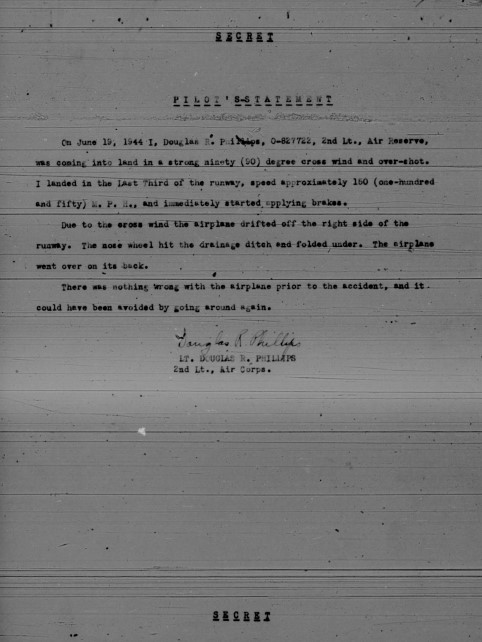 SECRET
PILOT'S-STATEMENT
On June 19, 1944 I, Douglas R. Phillips, O-827722, 2nd Lt., Air Reserve,
was coming into land in a strong ninety (90) degree cross wind and over-shot.
I landed in the Last Third of the runway, speed approximately 150 (one-hundred
and fifty) M. P. H., and immediately started applying brakes.
Due to the cross wind the airplane drifted off the right side of the
runway. The nose wheel hit the drainage ditch and folded under. The airplane
went over on its back.
There was nothing wrong with the airplane prior to the accident, and it
could have been avoided by going around again.
Douglas R. Phillips
LT. DOUGLAS R. PHILLIPS
2nd Lt., Air Corps.
SECRET